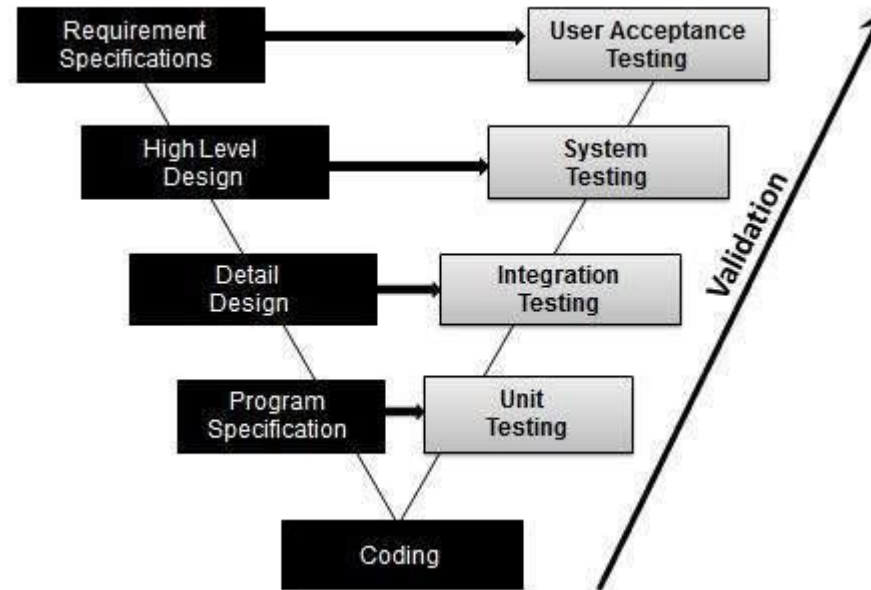 Requirement
Specifications
User Acceptance
Testing
High Level
Design
System
Testing
Detail
Design
Integration
Testing
Program
Specification
Unit
Testing
Coding
Validation